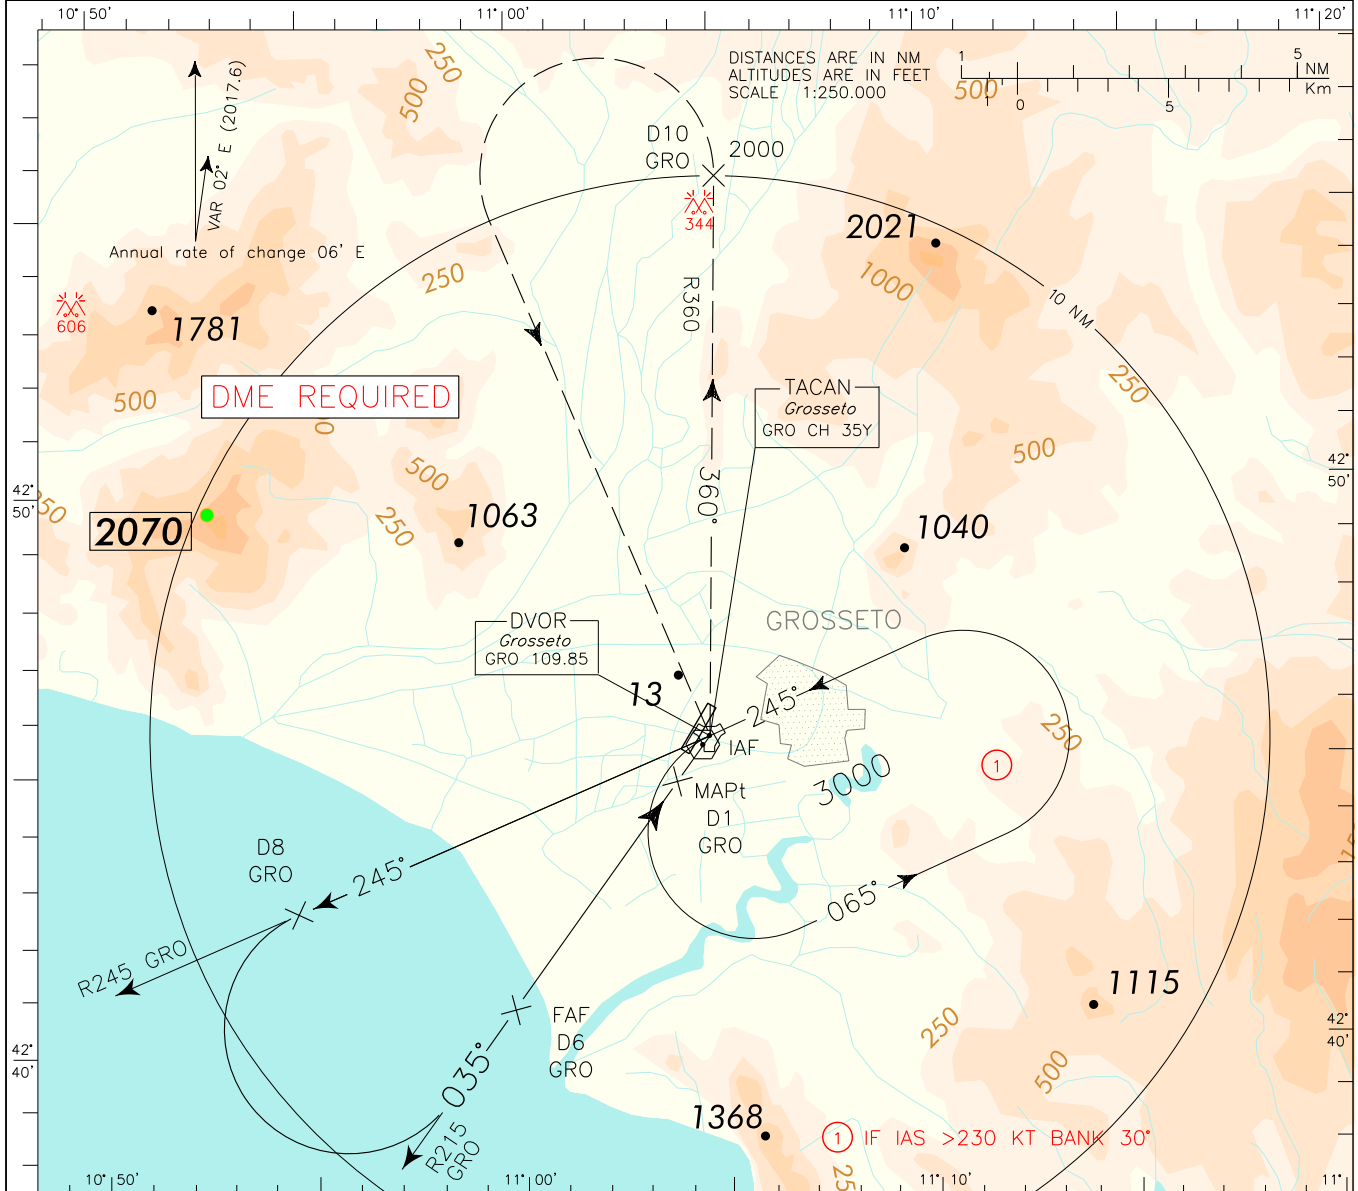 10° 50'
11° 00'
11° 10'
11° 20'
DISTANCES ARE IN NM
ALTITUDES ARE IN FEET
SCALE 1:250.000
1
5
NM
Km
0
5
250
500
500
VAR 02° E (2017.6)
Annual rate of change 06' E
D10
GRO
2000
344
2021
1000
250
R360
10 NM
606
1781
500
DME REQUIRED
250
TACAN
Grosseto
GRO CH 35Y
500
500
250
1063
360°
1040
42°
50'
42°
50'
2070
DVOR
Grosseto
GRO 109.85
GROSSETO
13
245°
IAF
250
3000
1
MAPt
D1
GRO
D8
GRO
245°
065°
R245 GRO
1115
FAF
D6
GRO
250
42°
40'
42°
40'
035°
500
R215
GRO
1368
1 IF IAS >230 KT BANK 30°
10° 50'
11° 00'
11° 10'
11°